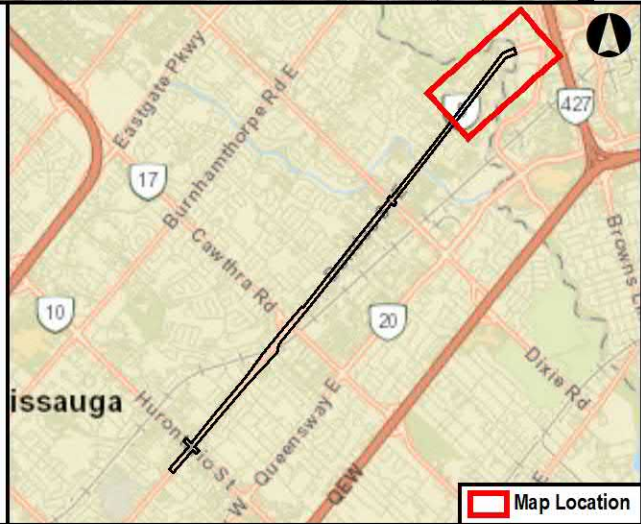 Eastgate Pkwy
Burnhamthorpe Rd E
427
17
Cawthra Rd
Browns L
10
20
issauga
Dixie Rd
Hurontario St
Queensway E
W
QEW
Map Location